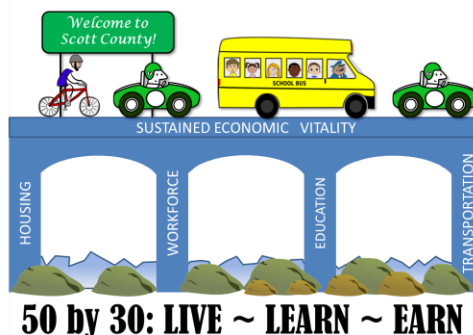 Welcome to
Scott County!
SCHOOL BUS
SUSTAINED ECONOMIC VITALITY
HOUSING
WORKFORCE
EDUCATION
TRANSPORTATION
50 by 30: LIVE ~ LEARN ~ EARN